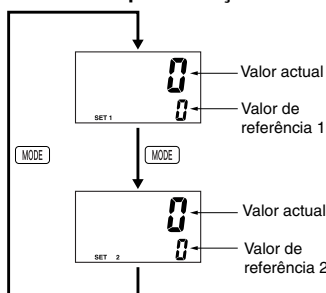 0
Valor actual
0
Valor de
referência 1
SET 1
MODE
MODE
0
Valor actual
0
Valor de
referência 2
SET 2